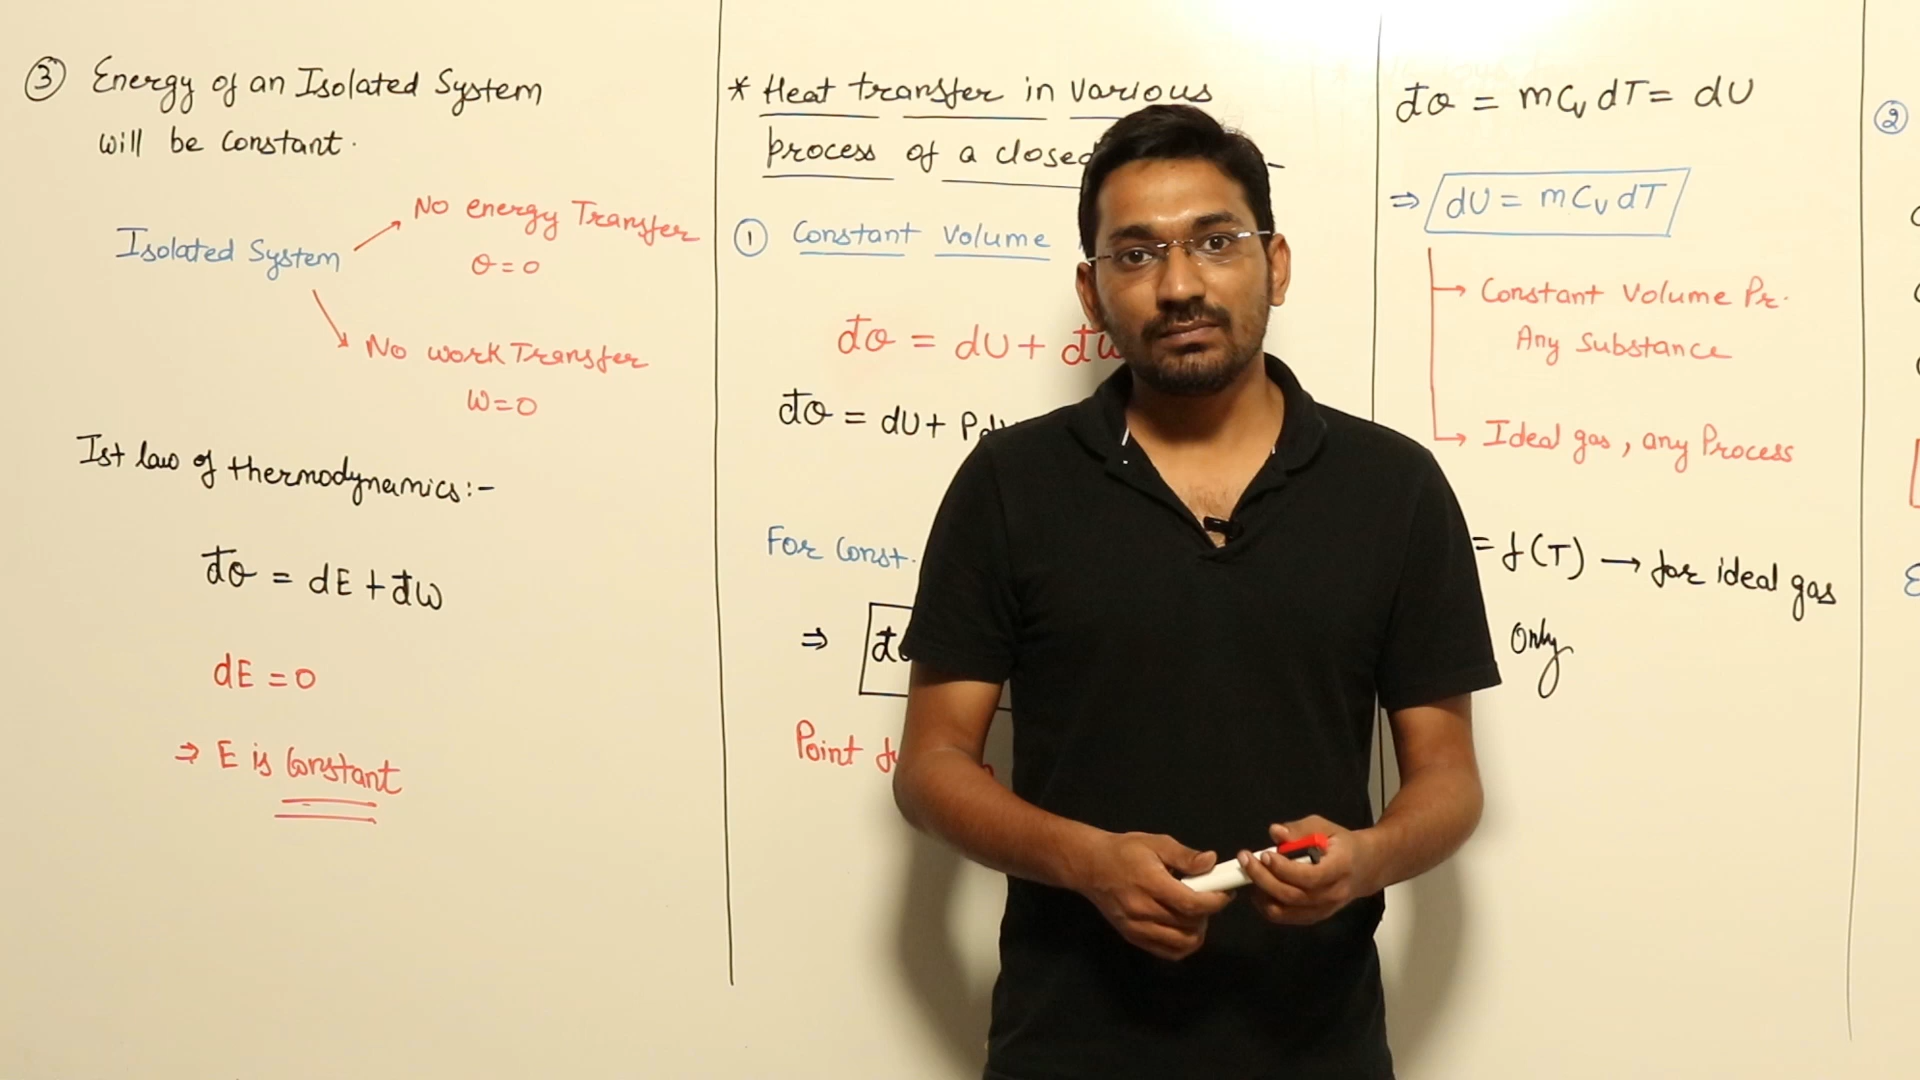 ③ Energy of an Isolated System
will be constant.
Isolated System
No energy Transfer
Q=0
No work Transfer
W=0
Ist law of thermodynamics:-
đQ = dE + đW
dE = 0
⇒ E is Constant
* Heat transfer in various
process of a closed
① Constant Volume
đQ = dU + đW
đQ = dU + Pd
For Const.
⇒ đ
Point
đQ = mCv dT = dU
⇒ dU = mCv dT
→ Constant Volume Pr.
Any Substance
→ Ideal gas, any Process
= f(T) → for ideal gas
Only
②